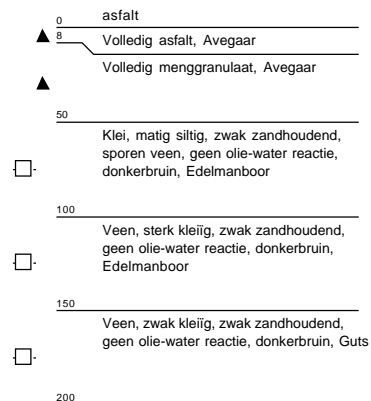 asfalt
0
8
Volledig asfalt, Avegaar
Volledig menggranulaat, Avegaar
50
Klei, matig siltig, zwak zandhoudend,
sporen veen, geen olie-water reactie,
donkerbruin, Edelmanboor
100
Veen, sterk kleiïg, zwak zandhoudend,
geen olie-water reactie, donkerbruin,
Edelmanboor
150
Veen, zwak kleiïg, zwak zandhoudend,
geen olie-water reactie, donkerbruin, Guts
200